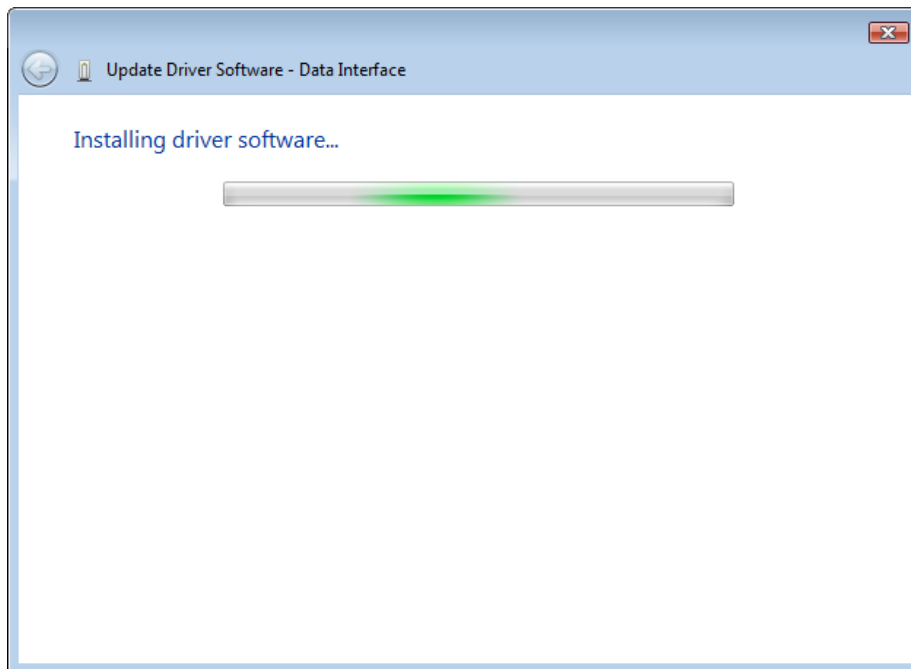 Update Driver Software - Data Interface
Installing driver software...